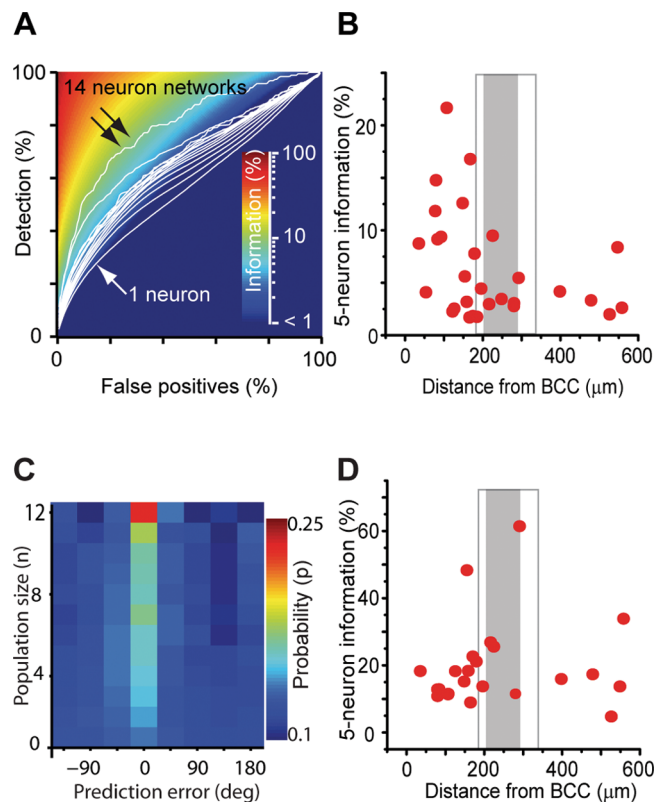 A
B
14 neuron networks
1 neuron
Detection (%)
100
0
0
100
False positives (%)
Information (%)
100
10
< 1
5-neuron information (%)
20
15
10
5
0
0
200
400
600
Distance from BCC (μm)
C
D
Population size (n)
12
8
4
0
−90
0
90
180
Prediction error (deg)
Probability (p)
0.25
0.1
5-neuron information (%)
60
40
20
0
0
200
400
600
Distance from BCC (μm)